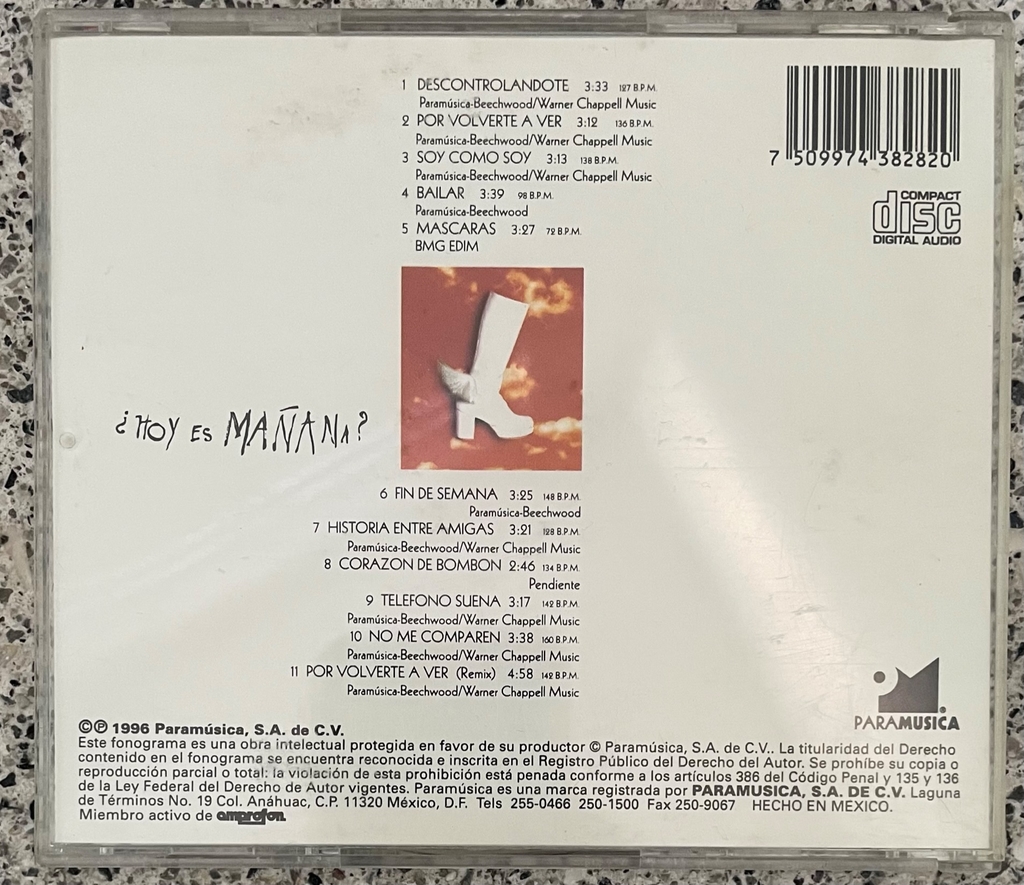 1 DESCONTROLANDOTE 3:33 127 B.P.M.
Paramúsica-Beechwood/Warner Chappell Music
2 POR VOLVERTE A VER 3:12 136 B.P.M.
Paramúsica-Beechwood/Warner Chappell Music
3 SOY COMO SOY 3:13 138 B.P.M.
Paramúsica-Beechwood/Warner Chappell Music
4 BAILAR 3:39 98 B.P.M.
Paramúsica-Beechwood
5 MASCARAS 3:27 72 B.P.M.
BMG EDIM
7 509974 382820
COMPACT
disc
DIGITAL AUDIO
¿HOY ES MAÑANA?
6 FIN DE SEMANA 3:25 148 B.P.M.
Paramúsica-Beechwood
7 HISTORIA ENTRE AMIGAS 3:21 128 B.P.M.
Paramúsica-Beechwood/Warner Chappell Music
8 CORAZON DE BOMBON 2:46 134 B.P.M.
Pendiente
9 TELEFONO SUENA 3:17 142 B.P.M.
Paramúsica-Beechwood/Warner Chappell Music
10 NO ME COMPAREN 3:38 160 B.P.M.
Paramúsica-Beechwood/Warner Chappell Music
11 POR VOLVERTE A VER (Remix) 4:58 142 B.P.M.
Paramúsica-Beechwood/Warner Chappell Music
PARAMUSICA
©℗ 1996 Paramúsica, S.A. de C.V.
Este fonograma es una obra intelectual protegida en favor de su productor © Paramúsica, S.A. de C.V.. La titularidad del Derecho
contenido en el fonograma se encuentra reconocida e inscrita en el Registro Público del Derecho del Autor. Se prohíbe su copia o
reproducción parcial o total: la violación de esta prohibición está penada conforme a los artículos 386 del Código Penal y 135 y 136
de la Ley Federal del Derecho de Autor vigentes. Paramúsica es una marca registrada por PARAMUSICA, S.A. DE C.V. Laguna
de Términos No. 19 Col. Anáhuac, C.P. 11320 México, D.F. Tels 255-0466 250-1500 Fax 250-9067 HECHO EN MEXICO.
Miembro activo de amprofon